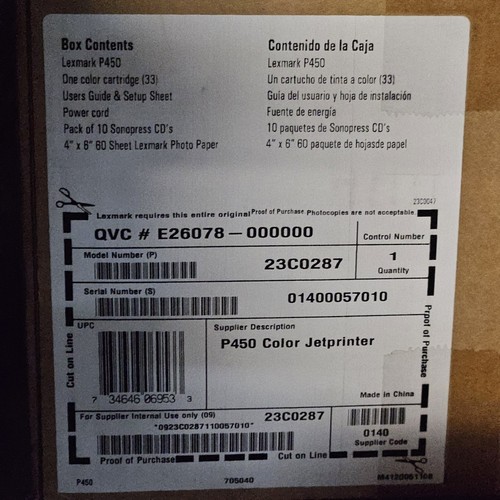 Box Contents
Lexmark P450
One color cartridge (33)
Users Guide & Setup Sheet
Power cord
Pack of 10 Sonopress CD's
4" x 6" 60 Sheet Lexmark Photo Paper
Contenido de la Caja
Lexmark P450
Un cartucho de tinta a color (33)
Guía del usuario y hoja de instalación
Fuente de energía
10 paquetes de Sonopress CD's
4" x 6" 60 paquete de hojasde papel
23C3047
Lexmark requires this entire original Proof of Purchase. Photocopies are not acceptable.
QVC # E26078-000000
Control Number
Model Number (P)
23C0287
1
Quantity
Serial Number (S)
01400057010
UPC
7 34646 06953 3
Supplier Description
P450 Color Jetprinter
Made in China
For Supplier Internal Use only (09)
23C0287
"0923C0287110057010"
0140
Supplier Code
Cut on Line
Prpof of Purchase
Proof of Purchase
Cut on Line
P450
705040